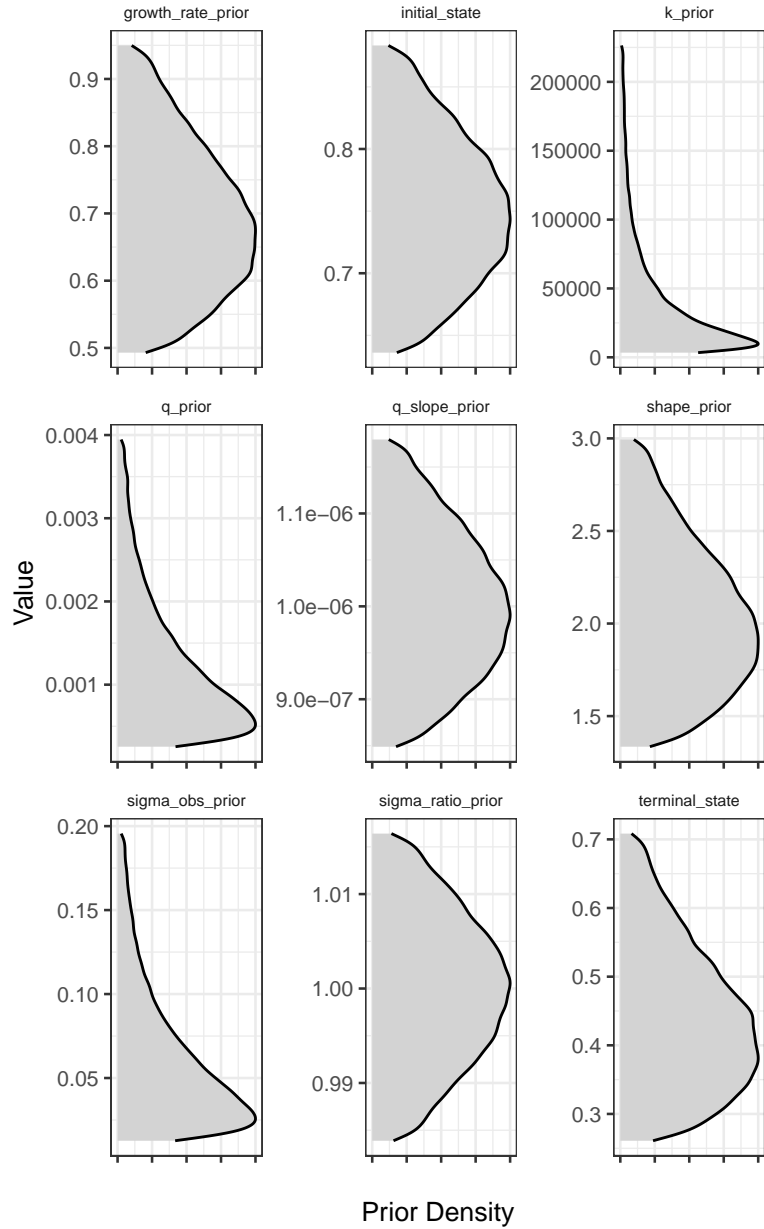 growth_rate_prior
initial_state
k_prior
0.9
0.8
0.7
0.6
0.5
0.8
0.7
200000
150000
100000
50000
0
q_prior
q_slope_prior
shape_prior
0.004
0.003
0.002
0.001
1.1e−06
1.0e−06
9.0e−07
3.0
2.5
2.0
1.5
Value
sigma_obs_prior
sigma_ratio_prior
terminal_state
0.20
0.15
0.10
0.05
1.01
1.00
0.99
0.7
0.6
0.5
0.4
0.3
Prior Density